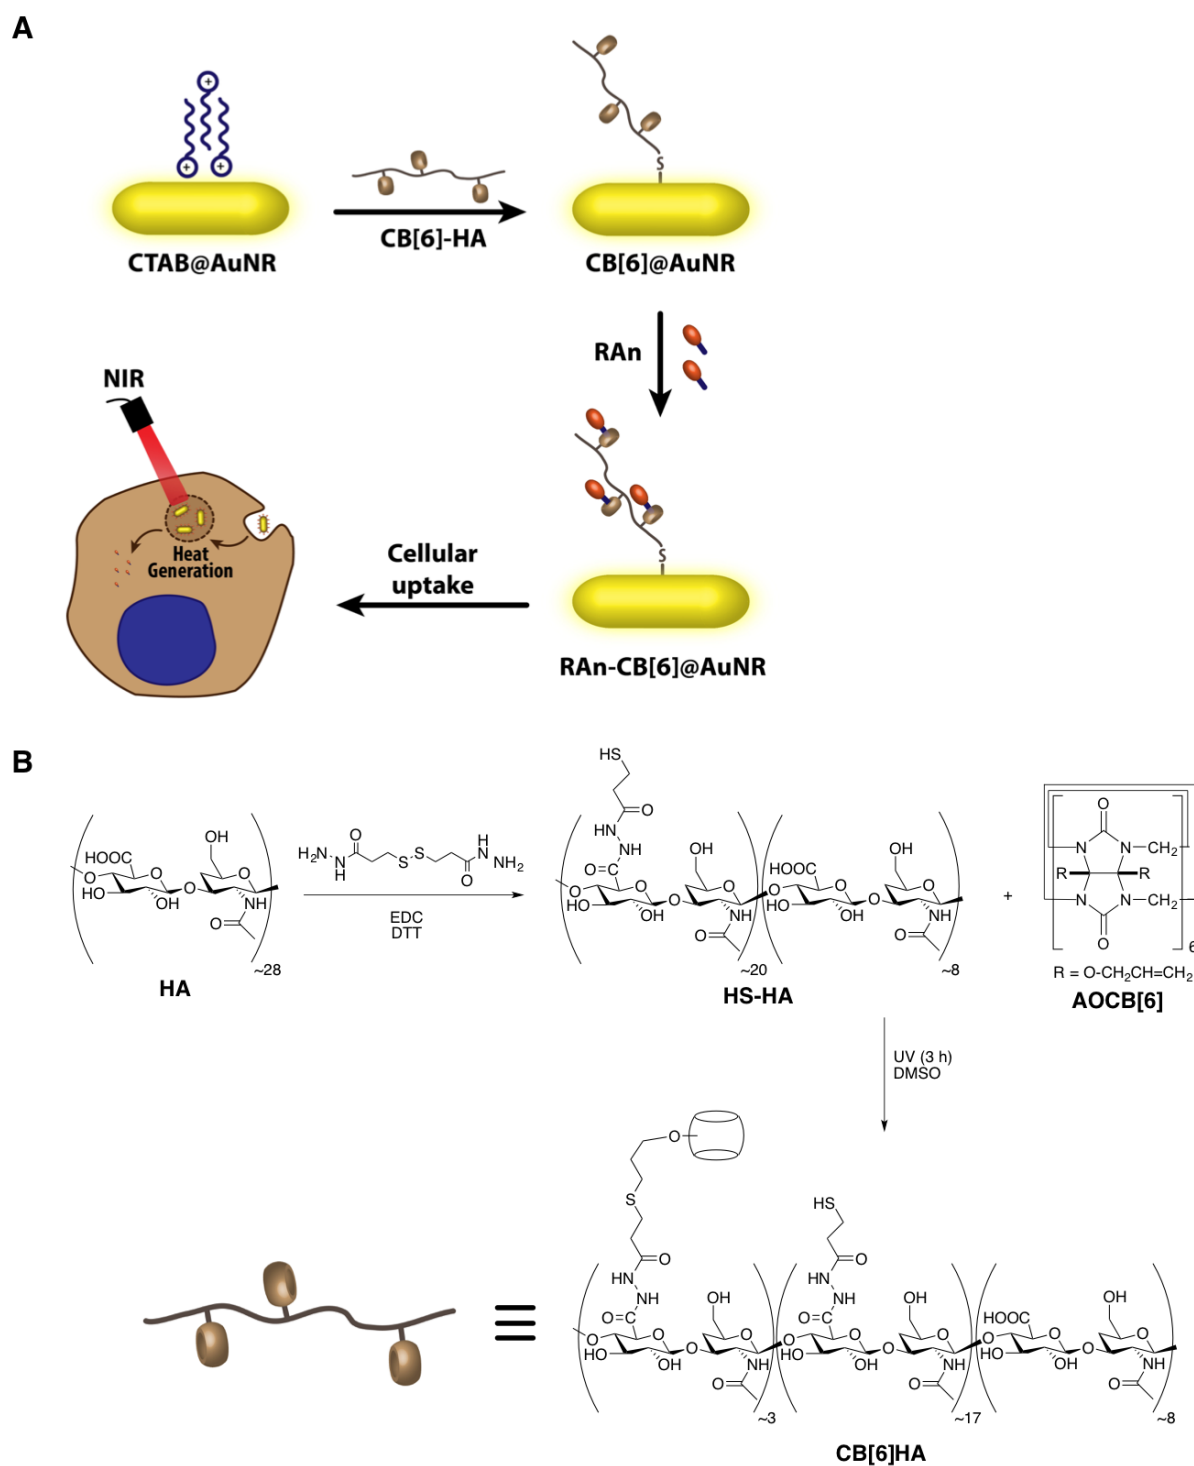 A
+
+ +
S
CB[6]-HA
CTAB@AuNR
CB[6]@AuNR
RAn
NIR
S
Heat
Generation
Cellular
uptake
RAn-CB[6]@AuNR
B
HS
O
HN
NH
O
OH
HOOC
O
O
HO
OH
O
O
NH
O
~28
HA
H2N
N
H
O
S
S
O
H
N
NH2
EDC
DTT
O
HO
OH
O
O
OH
O
NH
O
~20
O
HOOC
O
HO
OH
O
OH
O
NH
O
~8
HS-HA
+
O
N
N
CH2
R
R
N
N
CH2
O
6
R = O-CH2CH=CH2
AOCB[6]
UV (3 h)
DMSO
O
S
O
HN
NH
O
O
O
HO
OH
O
OH
O
NH
O
~3
HS
O
HN
NH
O
O
O
HO
OH
O
OH
O
NH
O
~17
HOOC
O
O
HO
OH
O
OH
O
NH
O
~8
CB[6]HA